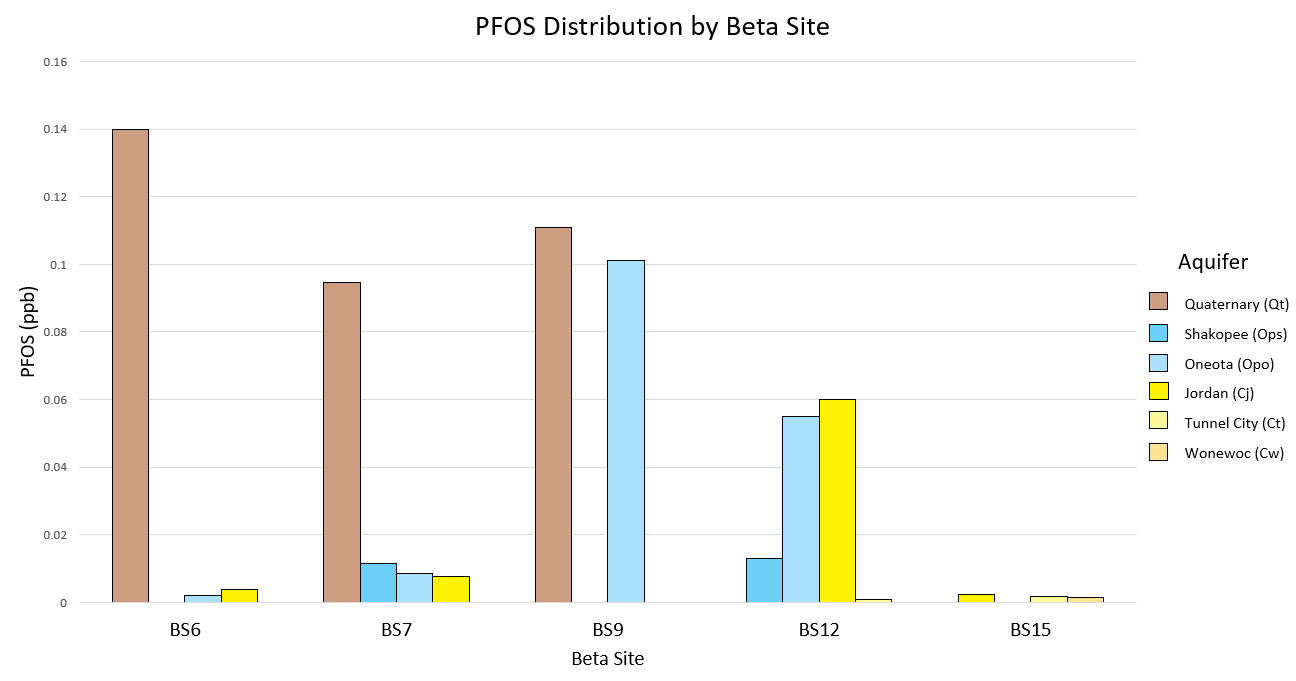 PFOS Distribution by Beta Site
0.16
0.14
0.12
0.1
0.08
0.06
0.04
0.02
0
PFOS (ppb)
BS6
BS7
BS9
BS12
BS15
Beta Site
Aquifer
Quaternary (Qt)
Shakopee (Ops)
Oneota (Opo)
Jordan (Cj)
Tunnel City (Ct)
Wonewoc (Cw)